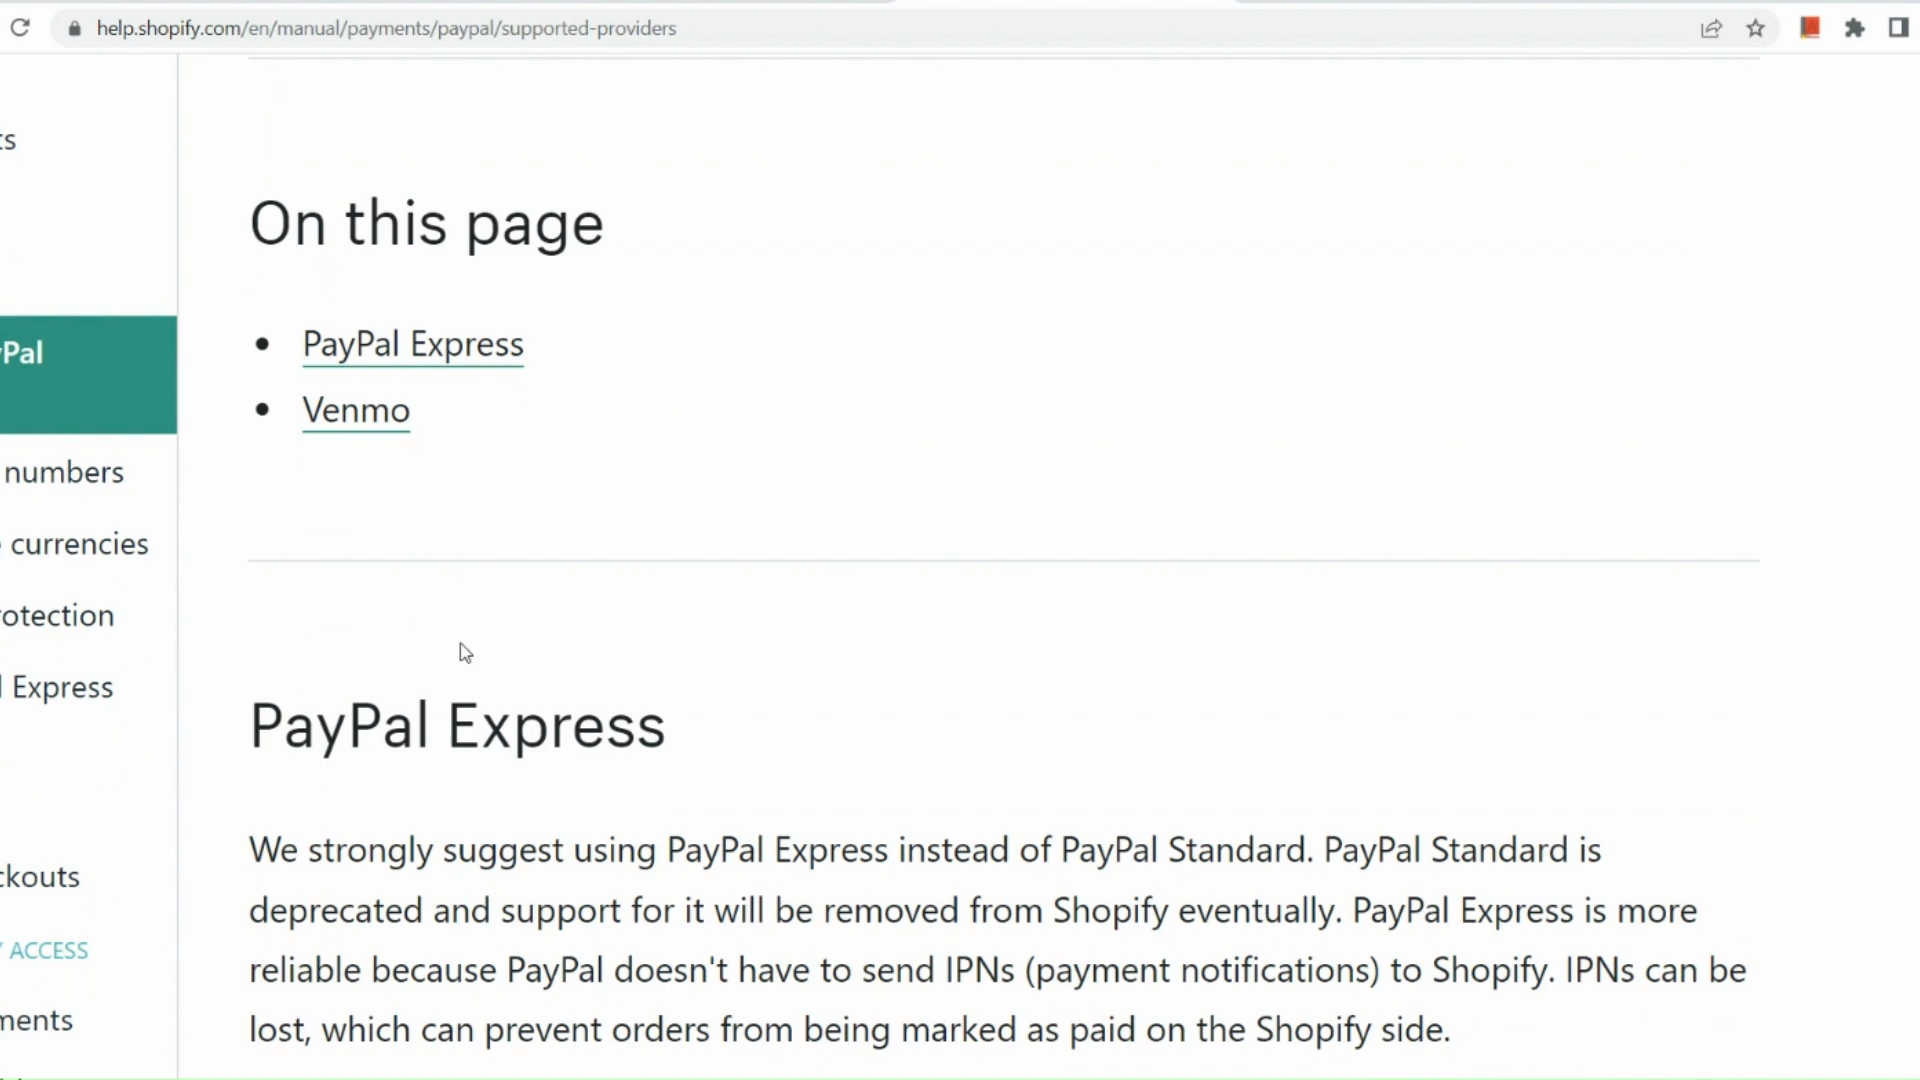 help.shopify.com/en/manual/payments/paypal/supported-providers
ts
yPal
numbers
currencies
rotection
l Express
ckouts
Y ACCESS
ments
On this page
• PayPal Express
• Venmo
PayPal Express
We strongly suggest using PayPal Express instead of PayPal Standard. PayPal Standard is
deprecated and support for it will be removed from Shopify eventually. PayPal Express is more
reliable because PayPal doesn't have to send IPNs (payment notifications) to Shopify. IPNs can be
lost, which can prevent orders from being marked as paid on the Shopify side.